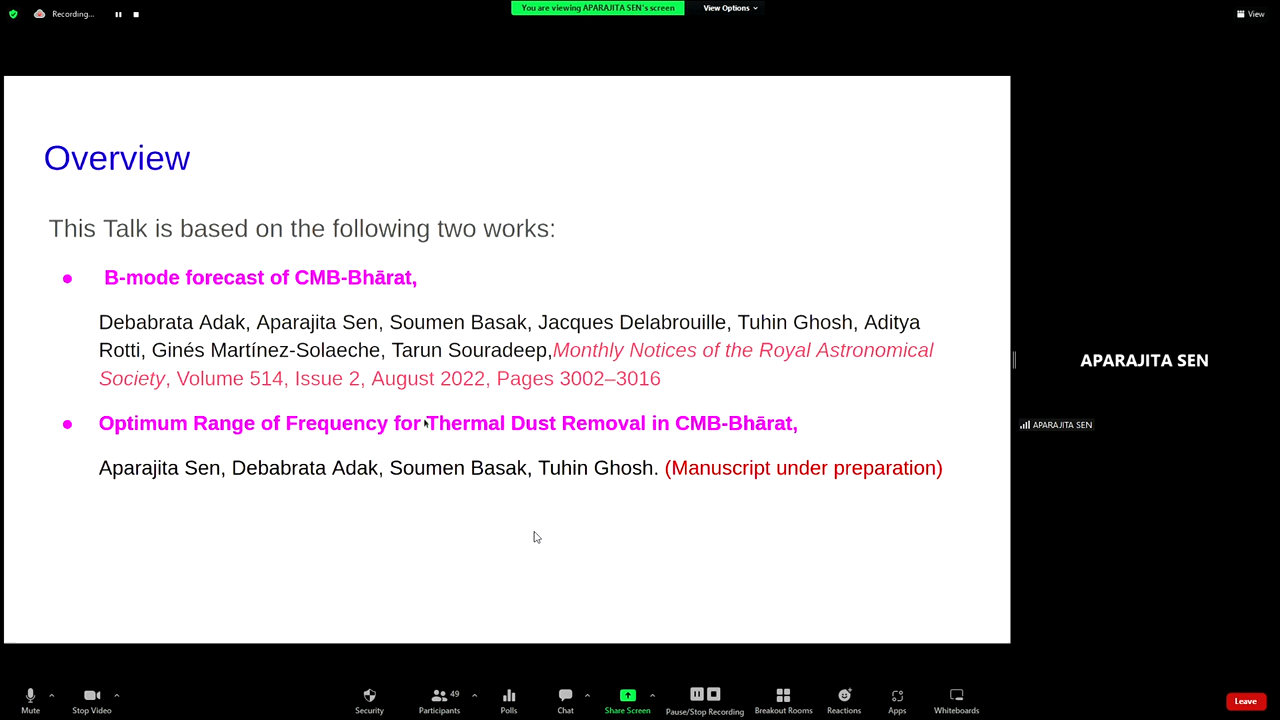 Recording...
You are viewing APARAJITA SEN's screen
View Options
View
Overview
This Talk is based on the following two works:
● B-mode forecast of CMB-Bhārat,
Debabrata Adak, Aparajita Sen, Soumen Basak, Jacques Delabrouille, Tuhin Ghosh, Aditya
Rotti, Ginés Martínez-Solaeche, Tarun Souradeep,Monthly Notices of the Royal Astronomical
Society, Volume 514, Issue 2, August 2022, Pages 3002–3016
● Optimum Range of Frequency for Thermal Dust Removal in CMB-Bhārat,
Aparajita Sen, Debabrata Adak, Soumen Basak, Tuhin Ghosh. (Manuscript under preparation)
APARAJITA SEN
APARAJITA SEN
Mute
Stop Video
Security
Participants 49
Polls
Chat
Share Screen
Pause/Stop Recording
Breakout Rooms
Reactions
Apps
Whiteboards
Leave